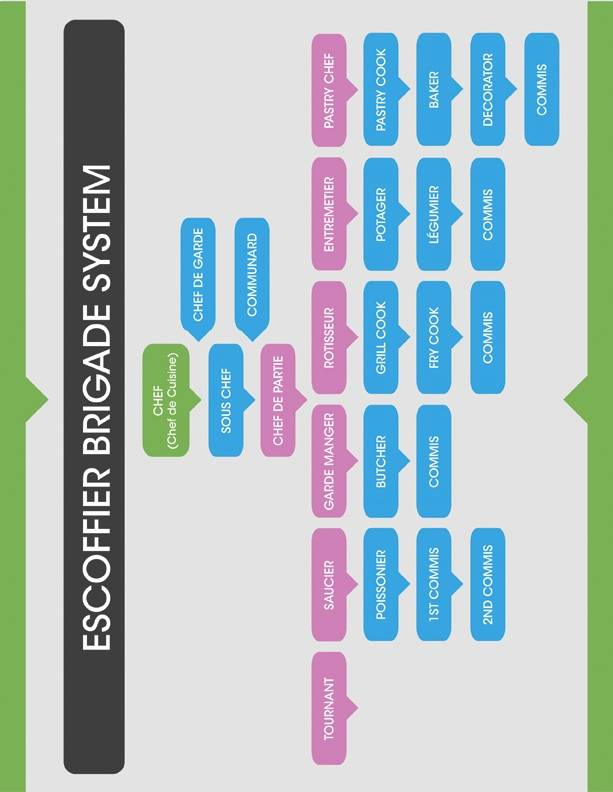 ESCOFFIER BRIGADE SYSTEM
CHEF
(Chef de Cuisine)
CHEF DE GARDE
SOUS CHEF
COMMUNARD
CHEF DE PARTIE
TOURNANT
SAUCIER
GARDE MANGER
ROTISSEUR
ENTREMETIER
PASTRY CHEF
POISSONIER
BUTCHER
GRILL COOK
POTAGER
PASTRY COOK
1ST COMMIS
COMMIS
FRY COOK
LÉGUMIER
BAKER
2ND COMMIS
COMMIS
COMMIS
DECORATOR
COMMIS